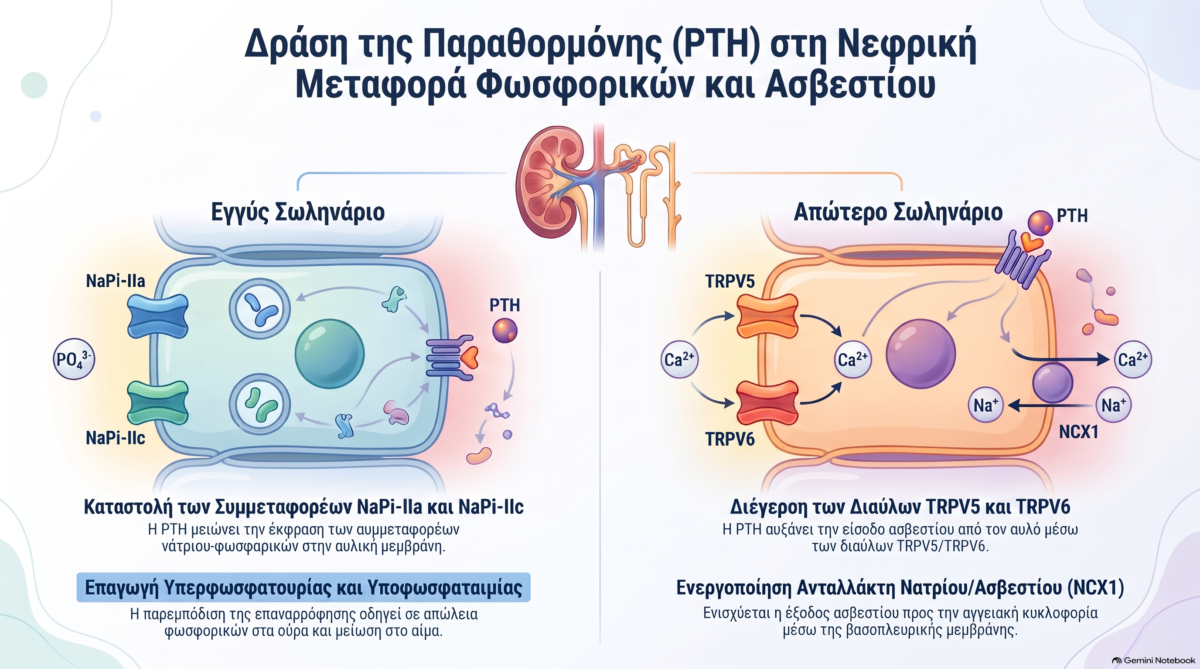 Δράση της Παραθορμόνης (PTH) στη Νεφρική
Μεταφορά Φωσφορικών και Ασβεστίου
Εγγύς Σωληνάριο
NaPi-IIa
PO₄³⁻
NaPi-IIc
PTH
Καταστολή των Συμμεταφορέων NaPi-IIa και NaPi-IIc
Η PTH μειώνει την έκφραση των αυμμεταφορέων
νάτριου-φωσφαρικών στην αυλική μεμβράνη.
Επαγωγή Υπερφωσφατουρίας και Υποφωσφαταιμίας
Η παρεμπόδιση της επαναρρόφησης οδηγεί σε απώλεια
φωσφορικών στα ούρα και μείωση στο αίμα.
Απώτερο Σωληνάριο
PTH
TRPV5
Ca²⁺
Ca²⁺
Ca²⁺
Na⁺
Na⁺
TRPV6
NCX1
Διέγεροη των Διαύλων TRPV5 και TRPV6
Η PTH αυξάνει την είσοδο ασβεστίου από τον αυλό μέσω
των διαύλων TRPV5/TRPV6.
Ενεργοποίηση Ανταλλάκτη Νατρίου/Ασβεστίου (NCX1)
Ενισχύεται η έξοδος ασβεστίου προς την αγγειακή κυκλοφορία
μέσω της βασοπλευρικής μεμβράνης.
Gemini Notebook